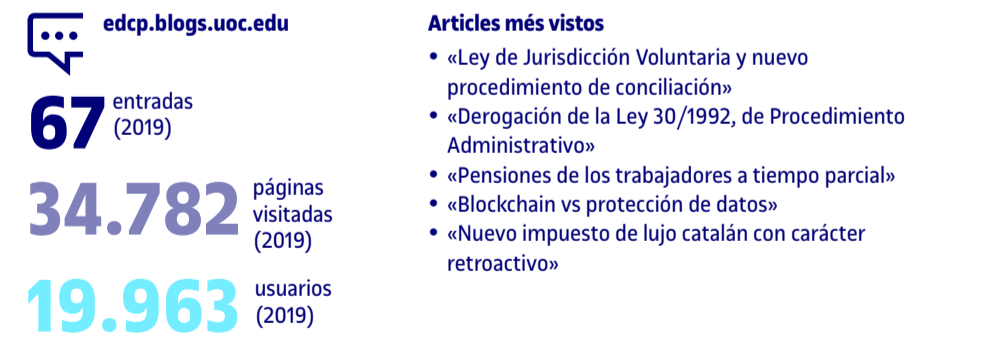 edcp.blogs.uoc.edu
67 entradas
(2019)
34.782 páginas
visitadas
(2019)
19.963 usuarios
(2019)
Articles més vistos
• «Ley de Jurisdicción Voluntaria y nuevo
procedimiento de conciliación»
• «Derogación de la Ley 30/1992, de Procedimiento
Administrativo»
• «Pensiones de los trabajadores a tiempo parcial»
• «Blockchain vs protección de datos»
• «Nuevo impuesto de lujo catalán con carácter
retroactivo»